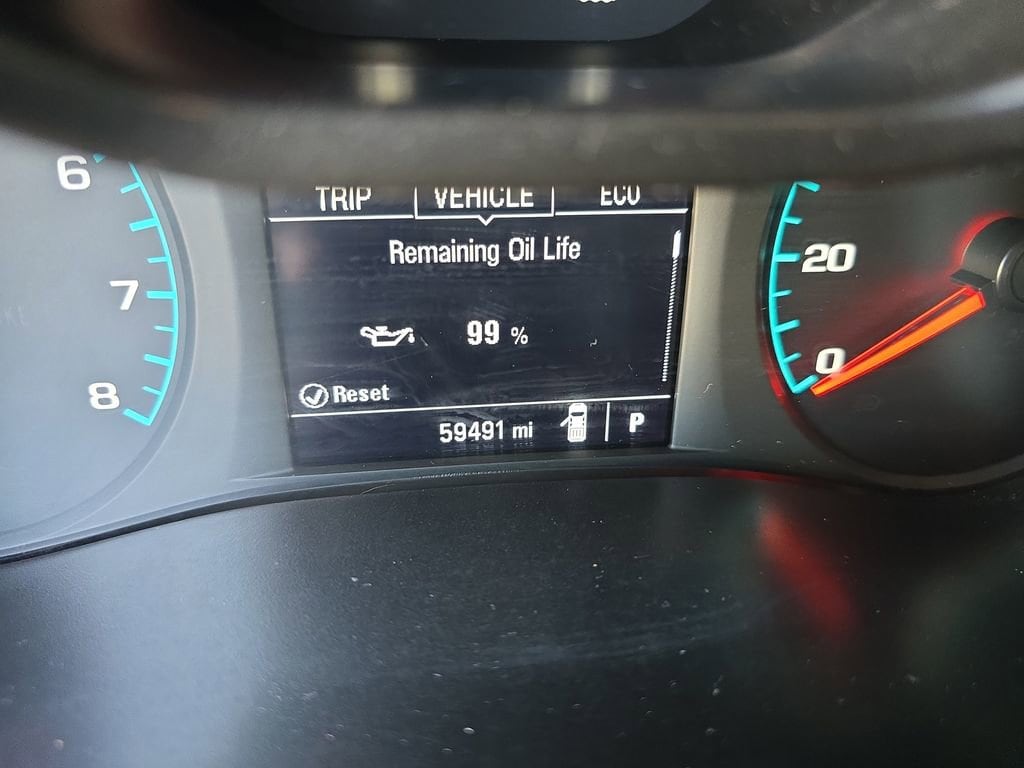 TRIP VEHICLE ECO
Remaining Oil Life
99 %
Reset
59491 mi P
6
7
8
20
0